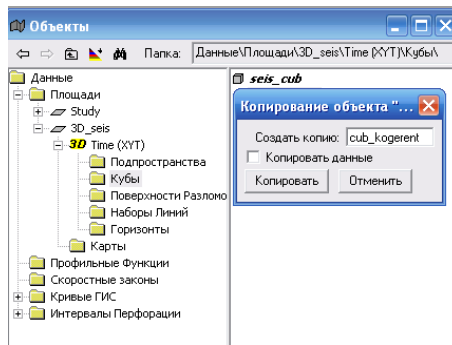 Объекты
Папка: Данные\Площади\3D_seis\Time (XYT)\Кубы\
Данные
Площади
Study
3D_seis
3D Time (XYT)
Подпространства
Кубы
Поверхности Разломо
Наборы Линий
Горизонты
Карты
Профильные Функции
Скоростные законы
Кривые ГИС
Интервалы Перфорации
seis_cub
Копирование объекта "...
Создать копию: cub_kogerent
Копировать данные
Копировать Отменить